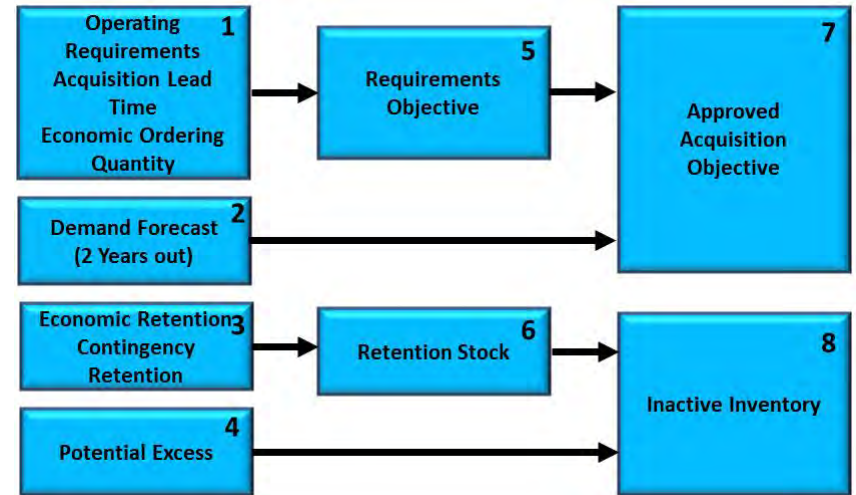 Operating
Requirements
Acquisition Lead
Time
Economic Ordering
Quantity
1
Requirements
Objective
5
Approved
Acquisition
Objective
7
Demand Forecast
(2 Years out)
2
Economic Retention
Contingency
Retention
3
Retention Stock
6
Inactive Inventory
8
Potential Excess
4